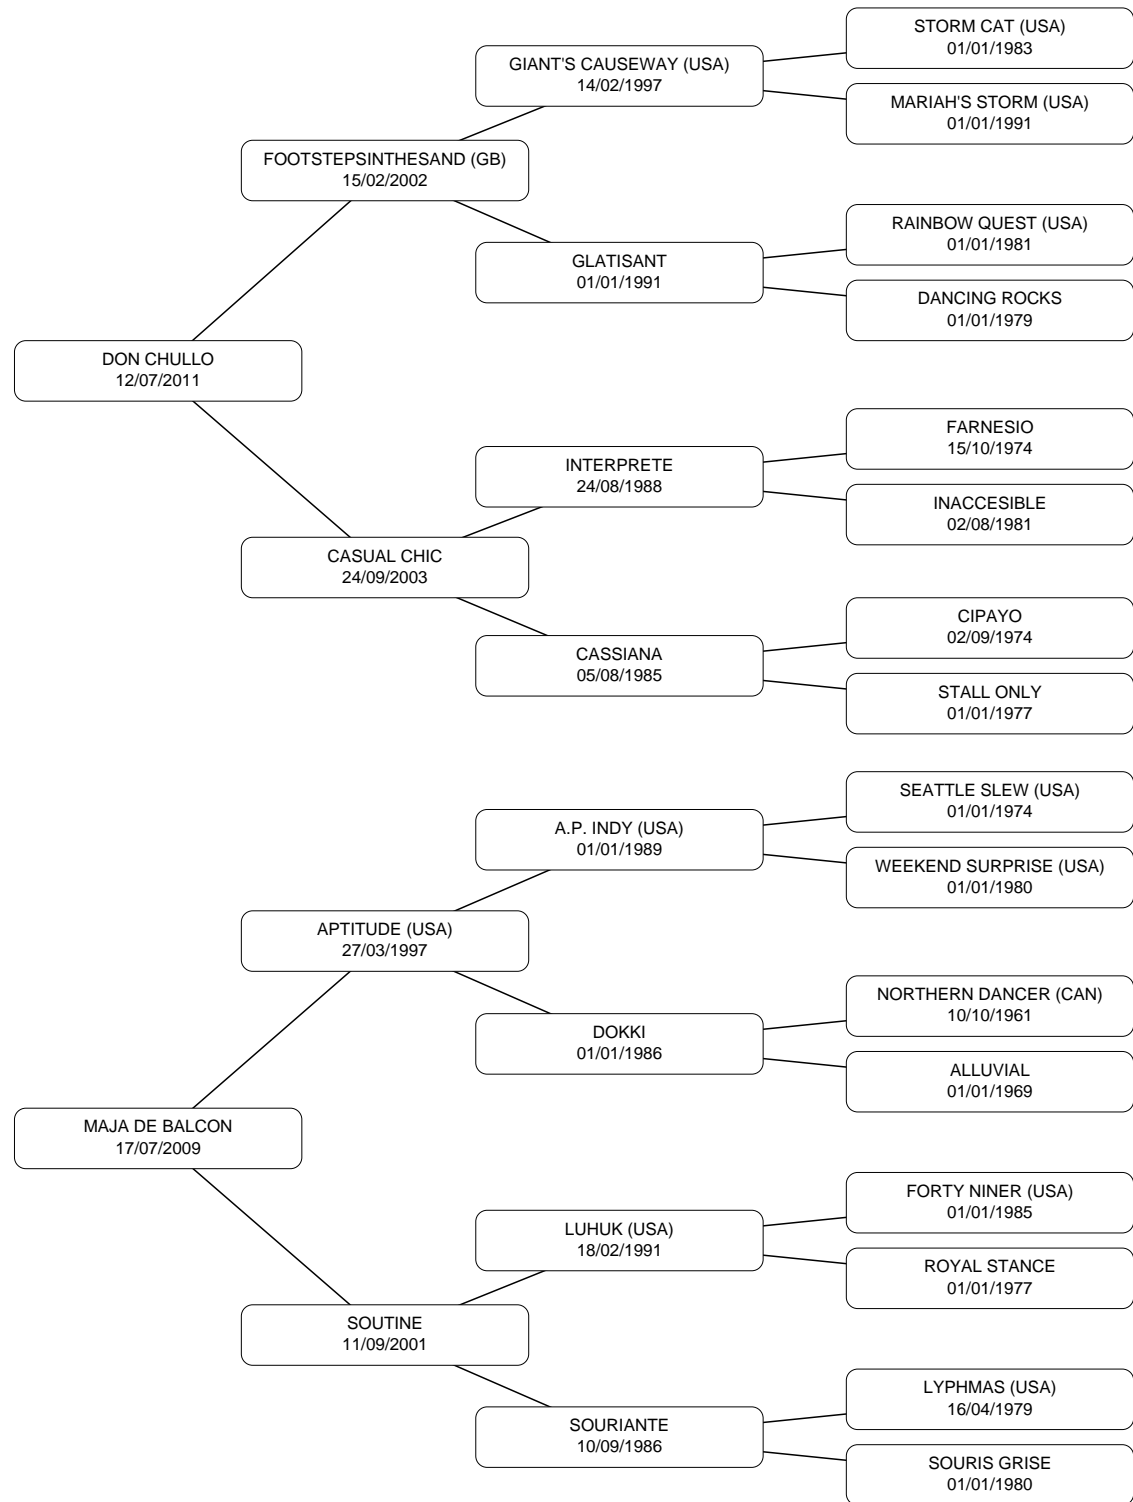 STORM CAT (USA)
01/01/1983
GIANT'S CAUSEWAY (USA)
14/02/1997
MARIAH'S STORM (USA)
01/01/1991
FOOTSTEPSINTHESAND (GB)
15/02/2002
RAINBOW QUEST (USA)
01/01/1981
GLATISANT
01/01/1991
DANCING ROCKS
01/01/1979
DON CHULLO
12/07/2011
FARNESIO
15/10/1974
INTERPRETE
24/08/1988
INACCESIBLE
02/08/1981
CASUAL CHIC
24/09/2003
CIPAYO
02/09/1974
CASSIANA
05/08/1985
STALL ONLY
01/01/1977
SEATTLE SLEW (USA)
01/01/1974
A.P. INDY (USA)
01/01/1989
WEEKEND SURPRISE (USA)
01/01/1980
APTITUDE (USA)
27/03/1997
NORTHERN DANCER (CAN)
10/10/1961
DOKKI
01/01/1986
ALLUVIAL
01/01/1969
MAJA DE BALCON
17/07/2009
FORTY NINER (USA)
01/01/1985
LUHUK (USA)
18/02/1991
ROYAL STANCE
01/01/1977
SOUTINE
11/09/2001
LYPHMAS (USA)
16/04/1979
SOURIANTE
10/09/1986
SOURIS GRISE
01/01/1980